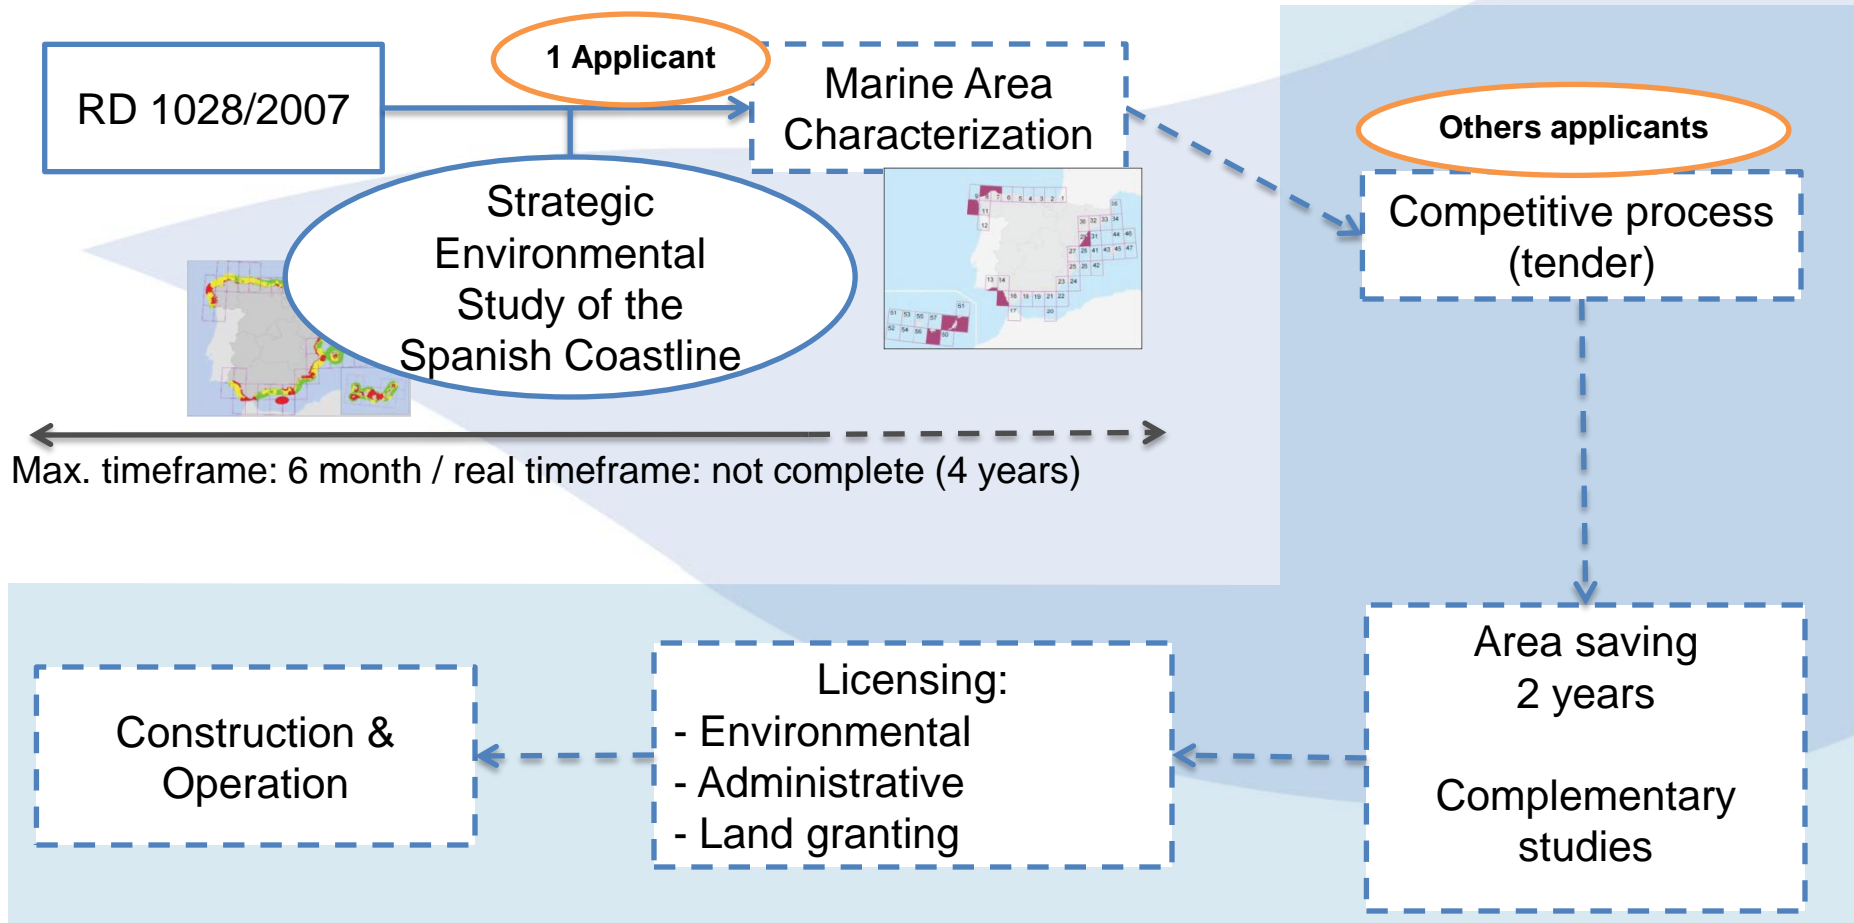 1 Applicant
RD 1028/2007
Marine Area
Characterization
Others applicants
Competitive process
(tender)
Strategic
Environmental
Study of the
Spanish Coastline
Max. timeframe: 6 month / real timeframe: not complete (4 years)
Area saving
2 years
Complementary
studies
Licensing:
- Environmental
- Administrative
- Land granting
Construction &
Operation